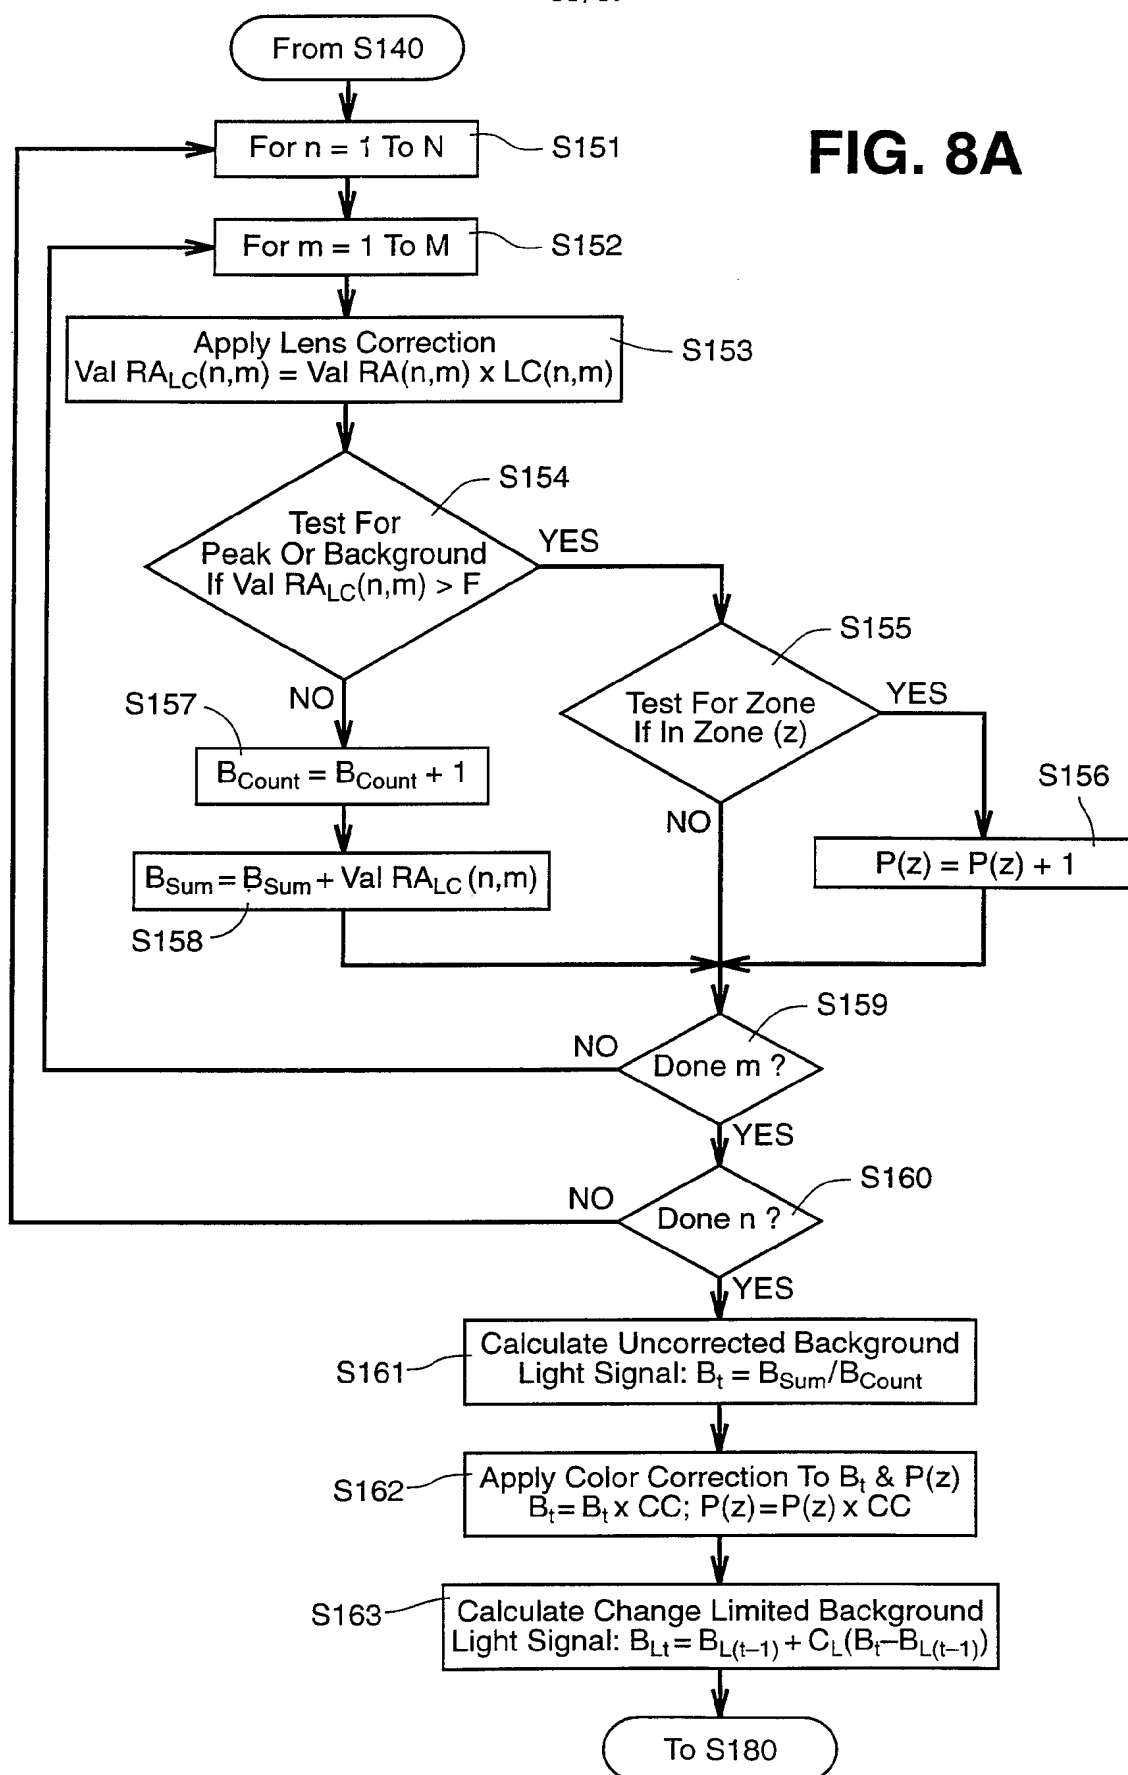 From S140
FIG. 8A
For n = 1 To N
S151
For m = 1 To M
S152
Apply Lens Correction
Val RA_LC(n,m) = Val RA(n,m) x LC(n,m)
S153
S154
Test For
Peak Or Background
If Val RA_LC(n,m) > F
YES
NO
S155
Test For Zone
If In Zone (z)
YES
NO
S157
B_Count = B_Count + 1
S156
P(z) = P(z) + 1
B_Sum = B_Sum + Val RA_LC (n,m)
S158
S159
NO
Done m ?
YES
S160
NO
Done n ?
YES
S161
Calculate Uncorrected Background
Light Signal: B_t = B_Sum/B_Count
S162
Apply Color Correction To B_t & P(z)
B_t = B_t x CC; P(z) = P(z) x CC
S163
Calculate Change Limited Background
Light Signal: B_Lt = B_L(t–1) + C_L(B_t–B_L(t–1))
To S180